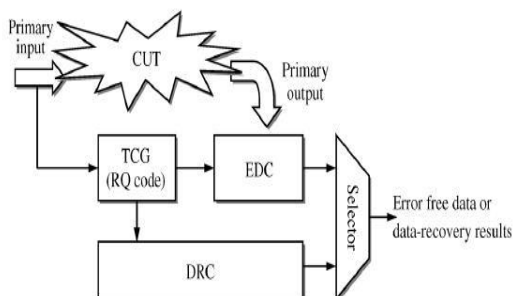 Primary
input
CUT
Primary
output
TCG
(RQ code)
EDC
Selector
Error free data or
data-recovery results
DRC